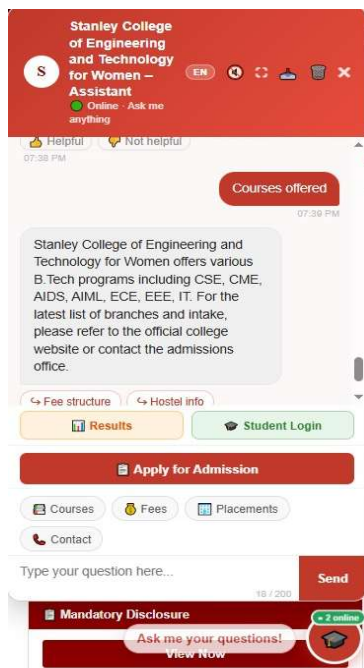 S
Stanley College
of Engineering
and Technology
for Women –
Assistant
EN
Online · Ask me
anything
Helpful
Not helpful
07:38 PM
Courses offered
07:39 PM
Stanley College of Engineering and
Technology for Women offers various
B.Tech programs including CSE, CME,
AIDS, AIML, ECE, EEE, IT. For the
latest list of branches and intake,
please refer to the official college
website or contact the admissions
office.
↪ Fee structure
↪ Hostel info
Results
Student Login
Apply for Admission
Courses
Fees
Placements
Contact
Type your question here...
Send
18 / 200
Mandatory Disclosure
2 online
Ask me your questions!
View Now